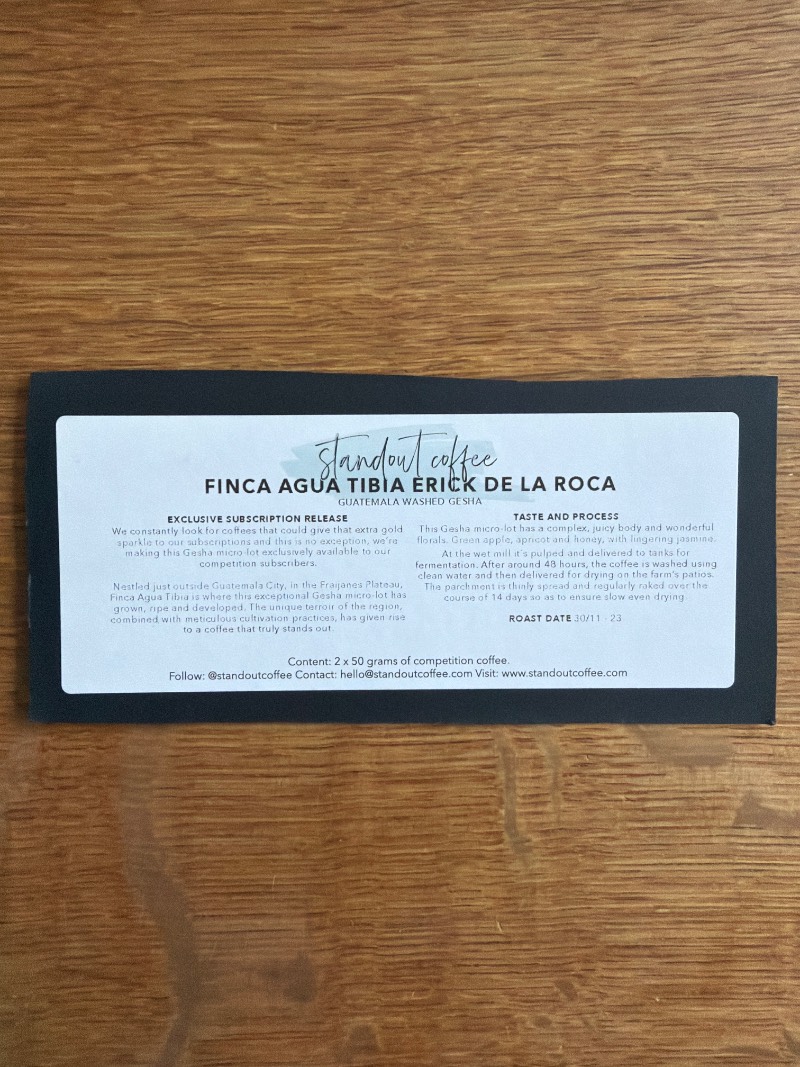 standout coffee
FINCA AGUA TIBIA ERICK DE LA ROCA
GUATEMALA WASHED GESHA
EXCLUSIVE SUBSCRIPTION RELEASE
We constantly look for coffees that could give that extra gold
sparkle to our subscriptions and this is no exception, we're
making this Gesha micro-lot exclusively available to our
competition subscribers.
Nestled just outside Guatemala City, in the Fraijanes Plateau,
Finca Agua Tibia is where this exceptional Gesha micro-lot has
grown, ripe and developed. The unique terroir of the region,
combined with meticulous cultivation practices, has given rise
to a coffee that truly stands out.
TASTE AND PROCESS
This Gesha micro-lot has a complex, juicy body and wonderful
florals. Green apple, apricot and honey, with lingering jasmine.
At the wet mill it's pulped and delivered to tanks for
fermentation. After around 48 hours, the coffee is washed using
clean water and then delivered for drying on the farm's patios.
The parchment is thinly spread and regularly raked over the
course of 14 days so as to ensure slow even drying.
ROAST DATE 30/11 - 23
Content: 2 x 50 grams of competition coffee.
Follow: @standoutcoffee Contact: hello@standoutcoffee.com Visit: www.standoutcoffee.com